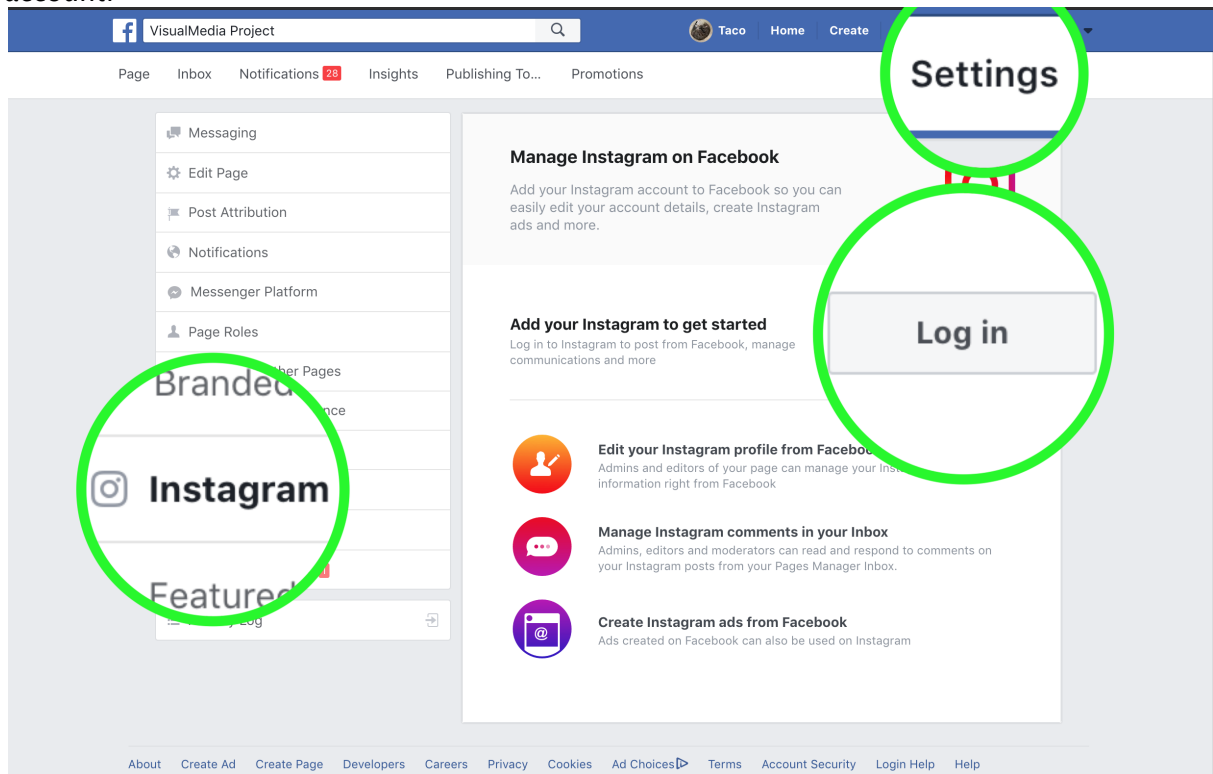 account.
VisualMedia Project
Taco Home Create
Page Inbox Notifications 28 Insights Publishing To... Promotions
Settings
Messaging
Edit Page
Post Attribution
Notifications
Messenger Platform
Page Roles
Pages
Branded
Instagram
Featured
Log
Manage Instagram on Facebook
Add your Instagram account to Facebook so you can
easily edit your account details, create Instagram
ads and more.
Add your Instagram to get started
Log in to Instagram to post from Facebook, manage
communications and more
Log in
Edit your Instagram profile from Facebook
Admins and editors of your page can manage your
information right from Facebook
Manage Instagram comments in your Inbox
Admins, editors and moderators can read and respond to comments on
your Instagram posts from your Pages Manager Inbox.
Create Instagram ads from Facebook
Ads created on Facebook can also be used on Instagram
About Create Ad Create Page Developers Careers Privacy Cookies Ad Choices Terms Account Security Login Help Help